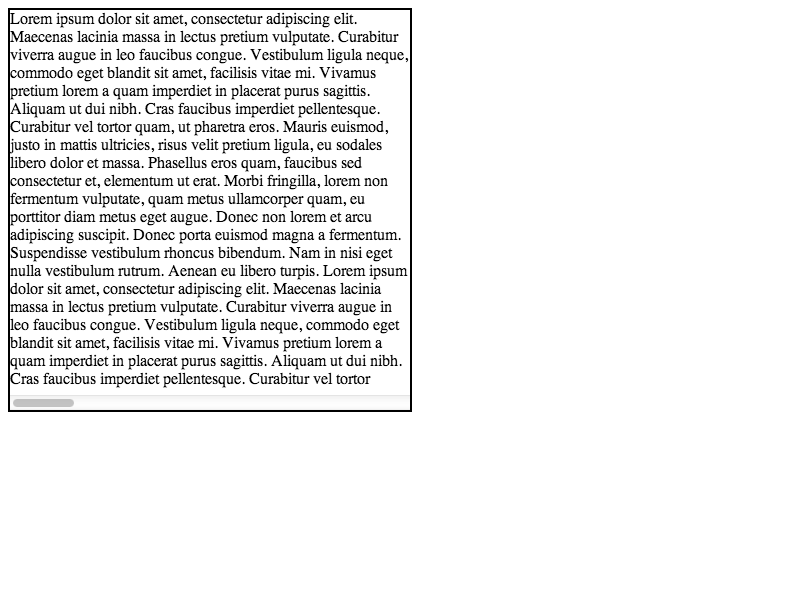 Lorem ipsum dolor sit amet, consectetur adipiscing elit.
Maecenas lacinia massa in lectus pretium vulputate. Curabitur
viverra augue in leo faucibus congue. Vestibulum ligula neque,
commodo eget blandit sit amet, facilisis vitae mi. Vivamus
pretium lorem a quam imperdiet in placerat purus sagittis.
Aliquam ut dui nibh. Cras faucibus imperdiet pellentesque.
Curabitur vel tortor quam, ut pharetra eros. Mauris euismod,
justo in mattis ultricies, risus velit pretium ligula, eu sodales
libero dolor et massa. Phasellus eros quam, faucibus sed
consectetur et, elementum ut erat. Morbi fringilla, lorem non
fermentum vulputate, quam metus ullamcorper quam, eu
porttitor diam metus eget augue. Donec non lorem et arcu
adipiscing suscipit. Donec porta euismod magna a fermentum.
Suspendisse vestibulum rhoncus bibendum. Nam in nisi eget
nulla vestibulum rutrum. Aenean eu libero turpis. Lorem ipsum
dolor sit amet, consectetur adipiscing elit. Maecenas lacinia
massa in lectus pretium vulputate. Curabitur viverra augue in
leo faucibus congue. Vestibulum ligula neque, commodo eget
blandit sit amet, facilisis vitae mi. Vivamus pretium lorem a
quam imperdiet in placerat purus sagittis. Aliquam ut dui nibh.
Cras faucibus imperdiet pellentesque. Curabitur vel tortor